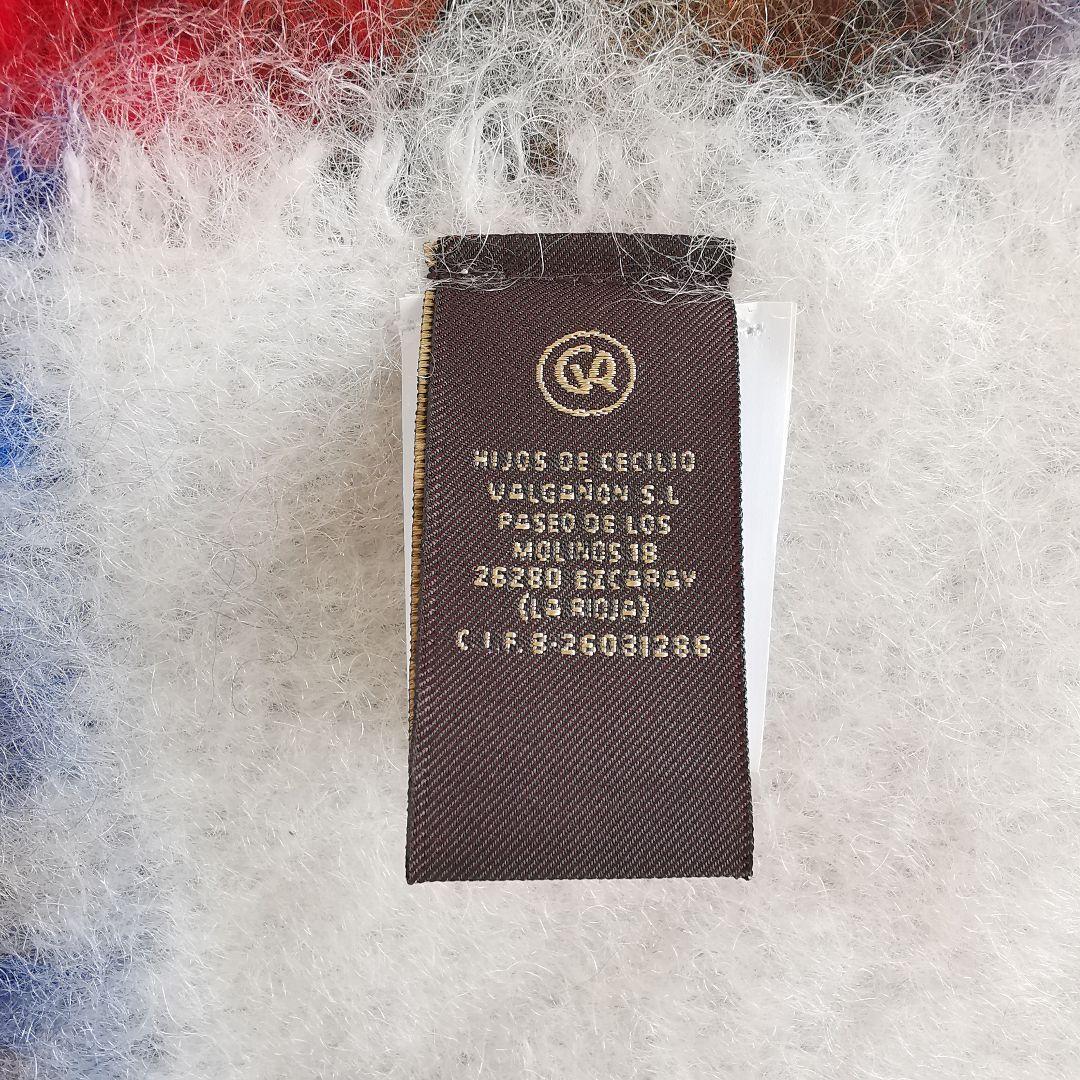 HIJOS DE CECILIO
VALGAÑON S.L
PASEO DE LOS
MOLINOS 18
26280 EZCARAY
(LA RIOJA)
C.I.F. B-26031286